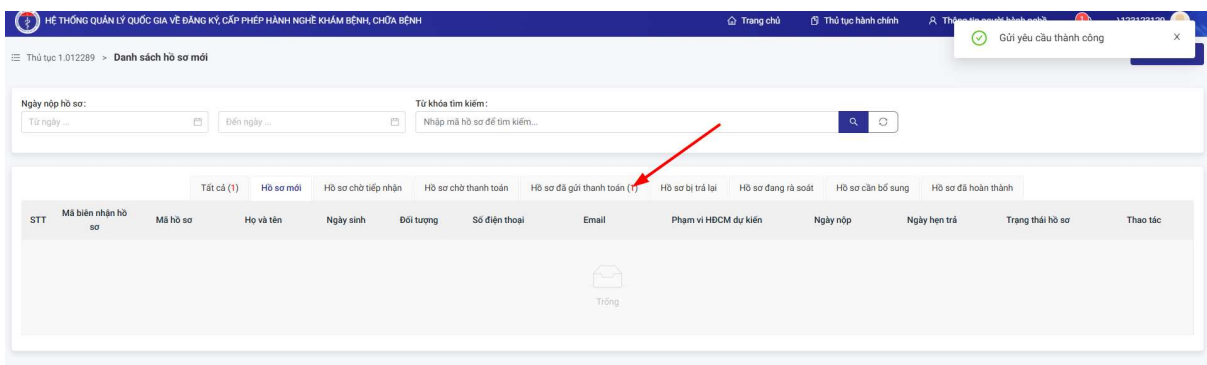 HỆ THỐNG QUẢN LÝ QUỐC GIA VỀ ĐĂNG KÝ, CẤP PHÉP HÀNH NGHỀ KHÁM BỆNH, CHỮA BỆNH Trang chủ Thủ tục hành chính
Gửi yêu cầu thành công X
Thủ tục 1.012289 > Danh sách hồ sơ mới
Ngày nộp hồ sơ: Từ khóa tìm kiếm:
Từ ngày ... Đến ngày ... Nhập mã hồ sơ để tìm kiếm...
Tất cả (1) Hồ sơ mới Hồ sơ chờ tiếp nhận Hồ sơ chờ thanh toán Hồ sơ đã gửi thanh toán (1) Hồ sơ bị trả lại Hồ sơ đang rà soát Hồ sơ cần bổ sung Hồ sơ đã hoàn thành
STT Mã biên nhận hồ sơ Mã hồ sơ Họ và tên Ngày sinh Đối tượng Số điện thoại Email Phạm vi HĐCM dự kiến Ngày nộp Ngày hẹn trả Trạng thái hồ sơ Thao tác
Trống